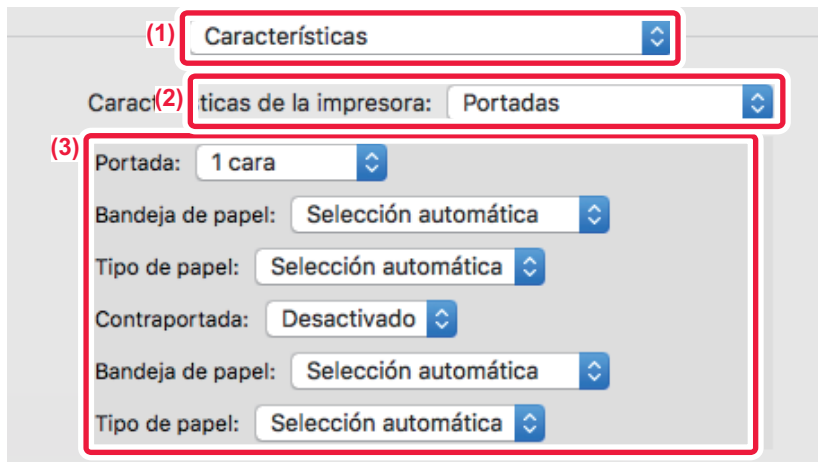 (1) Características
Caract(2)ticas de la impresora: Portadas
(3)
Portada: 1 cara
Bandeja de papel: Selección automática
Tipo de papel: Selección automática
Contraportada: Desactivado
Bandeja de papel: Selección automática
Tipo de papel: Selección automática